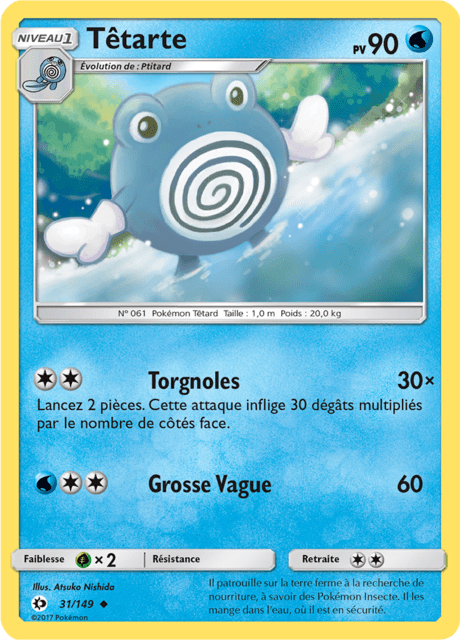 NIVEAU 1
Têtarte
PV 90
Évolution de : Ptitard
N° 061 Pokémon Têtard Taille : 1,0 m Poids : 20,0 kg
Torgnoles 30×
Lancez 2 pièces. Cette attaque inflige 30 dégâts multipliés
par le nombre de côtés face.
Grosse Vague 60
Faiblesse × 2 Résistance Retraite
Illus. Atsuko Nishida
31/149
©2017 Pokémon
Il patrouille sur la terre ferme à la recherche de
nourriture, à savoir des Pokémon Insecte. Il les
mange dans l'eau, où il est en sécurité.